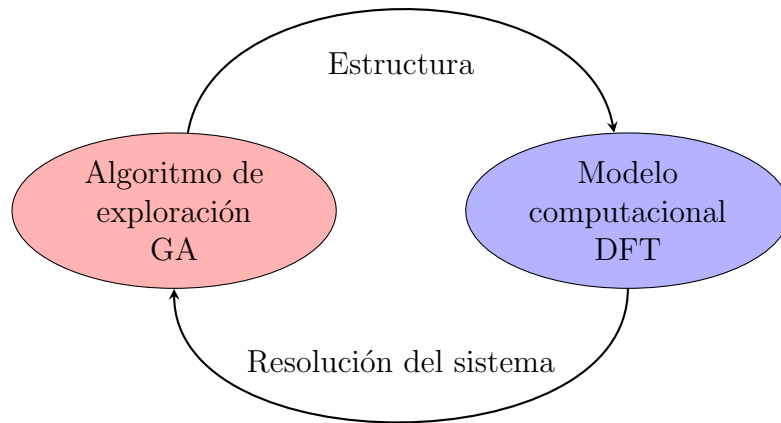 Estructura
Algoritmo de
exploración
GA
Modelo
computacional
DFT
Resolución del sistema